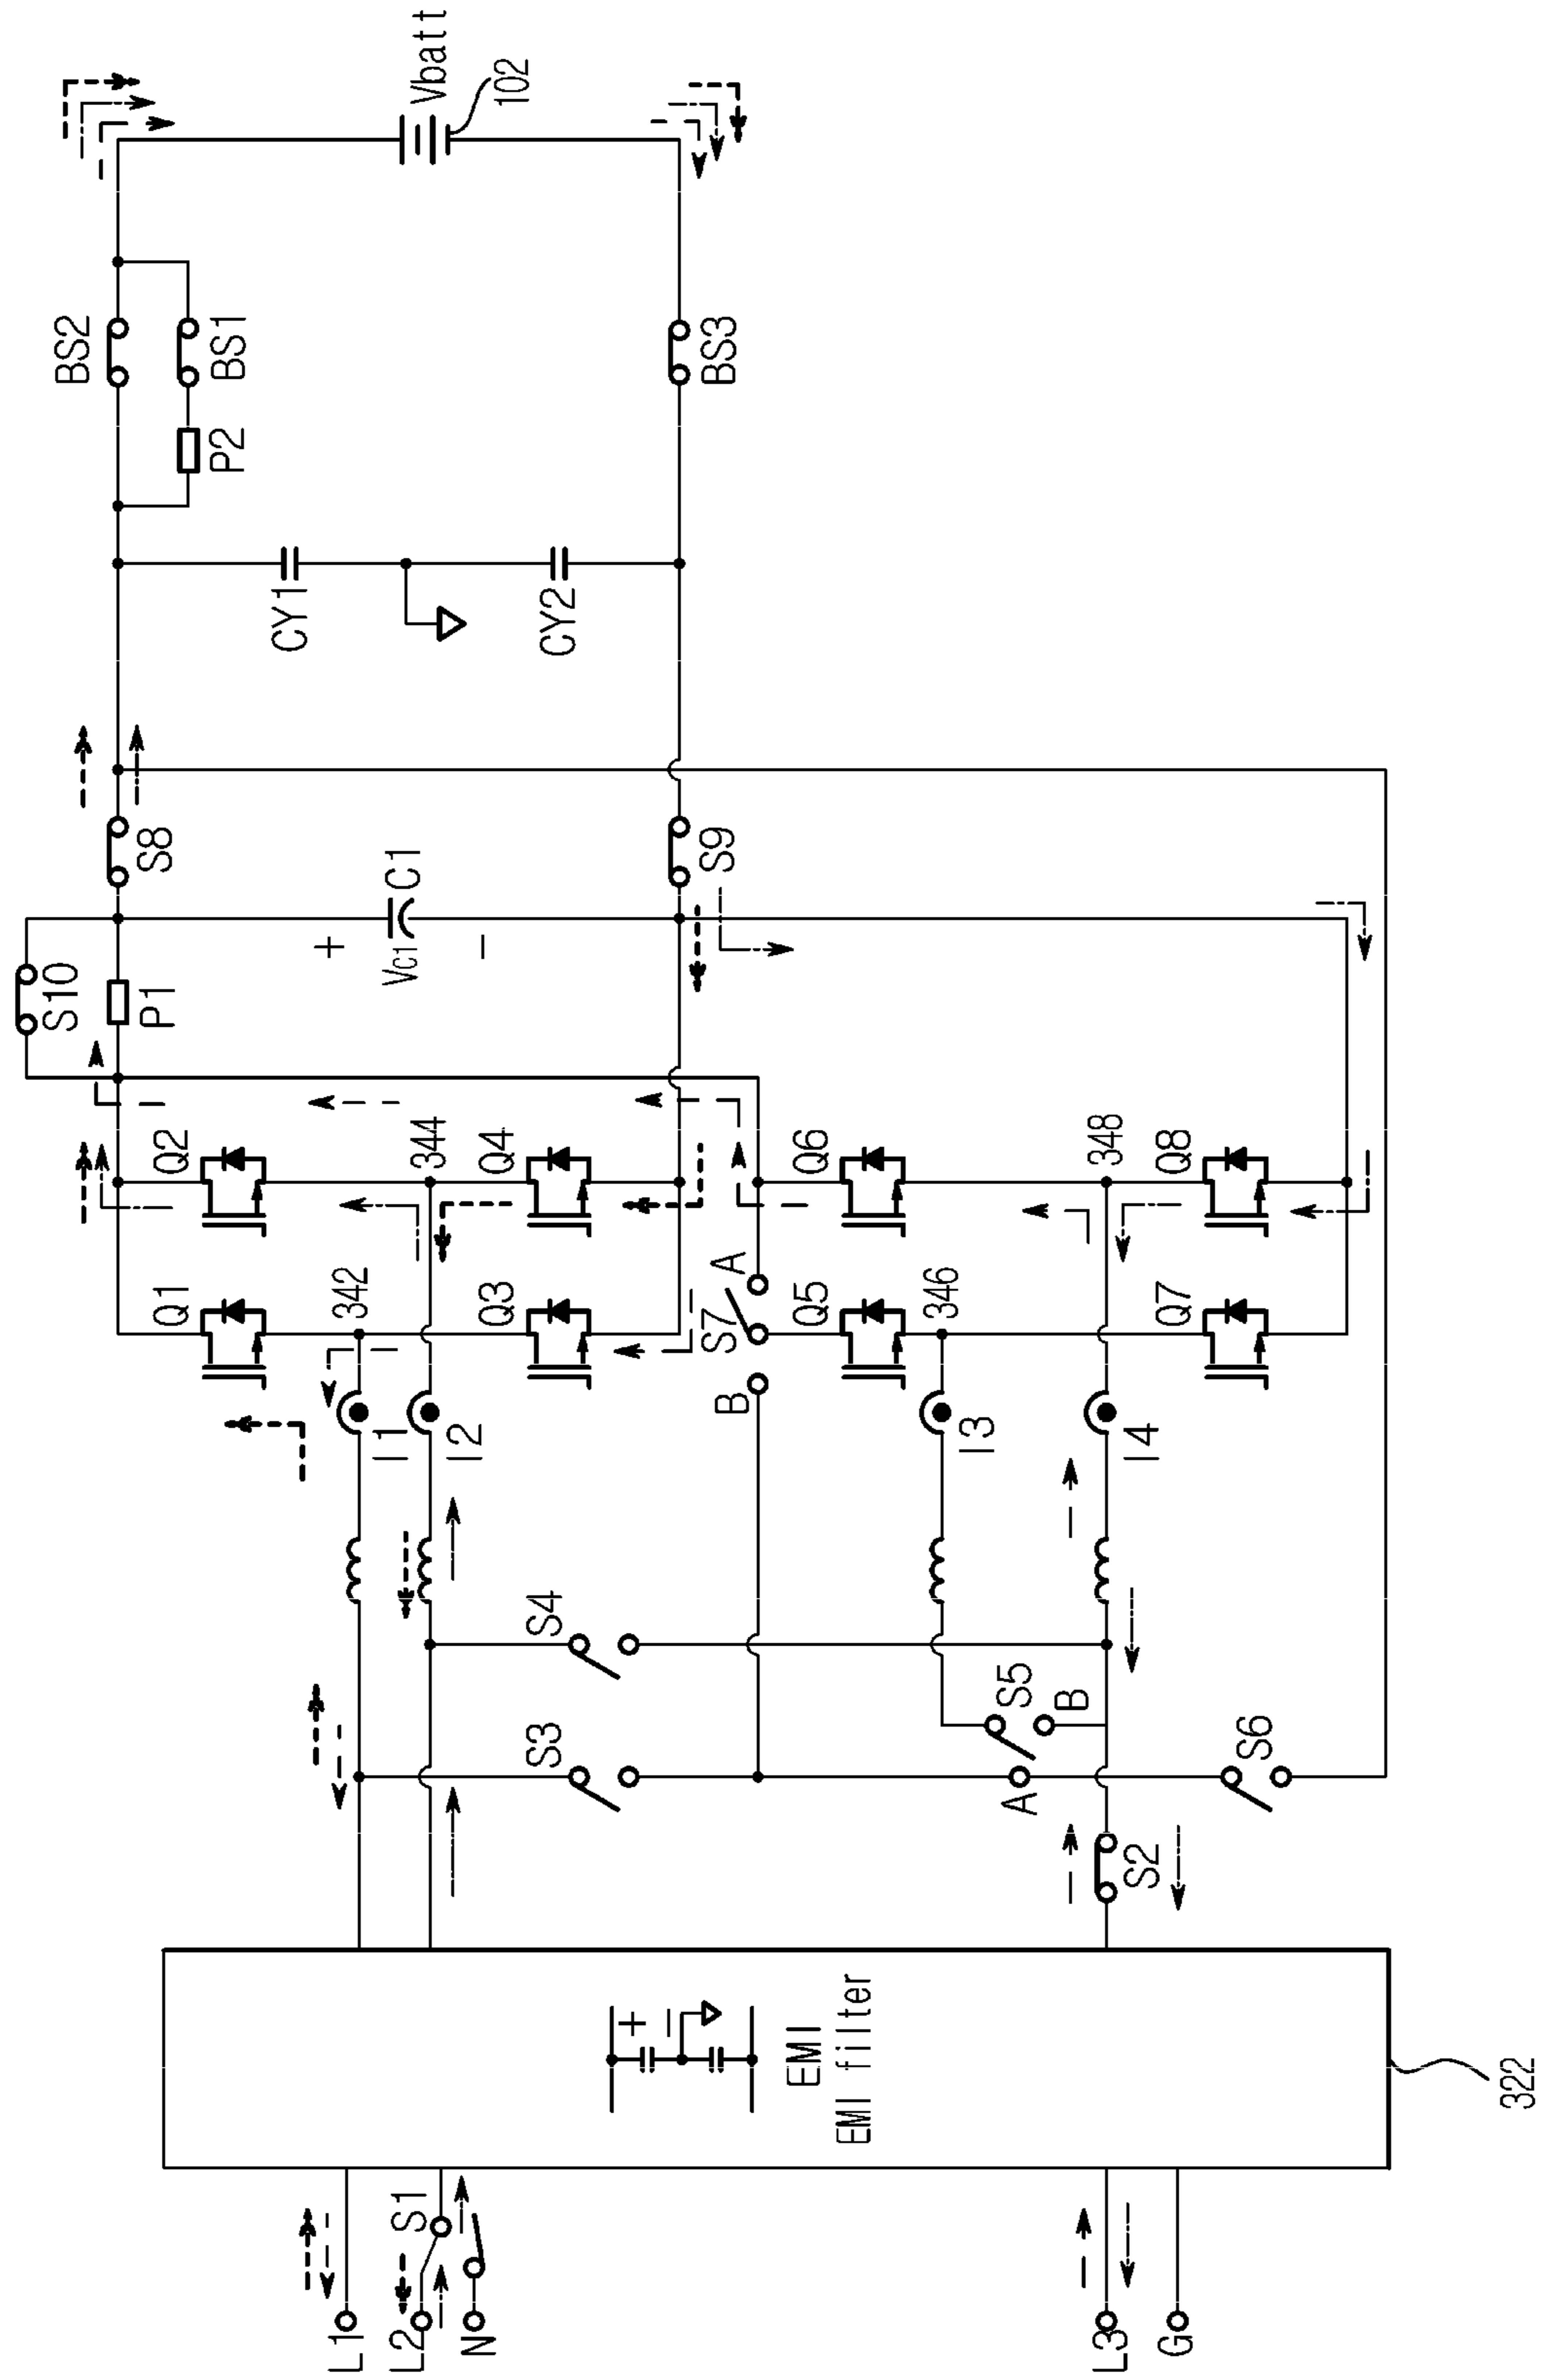 L1
L2
S1
N
L3
G
EMI
EMI filter
+
−
322
S2
S3
S4
S5
A
B
S6
I1
I2
I3
I4
342
344
346
348
Q1
Q2
Q3
Q4
S7
A
B
Q5
Q6
Q7
Q8
S10
P1
+
VC1
C1
−
S8
S9
CY1
CY2
P2
BS2
BS1
BS3
Vbatt
102